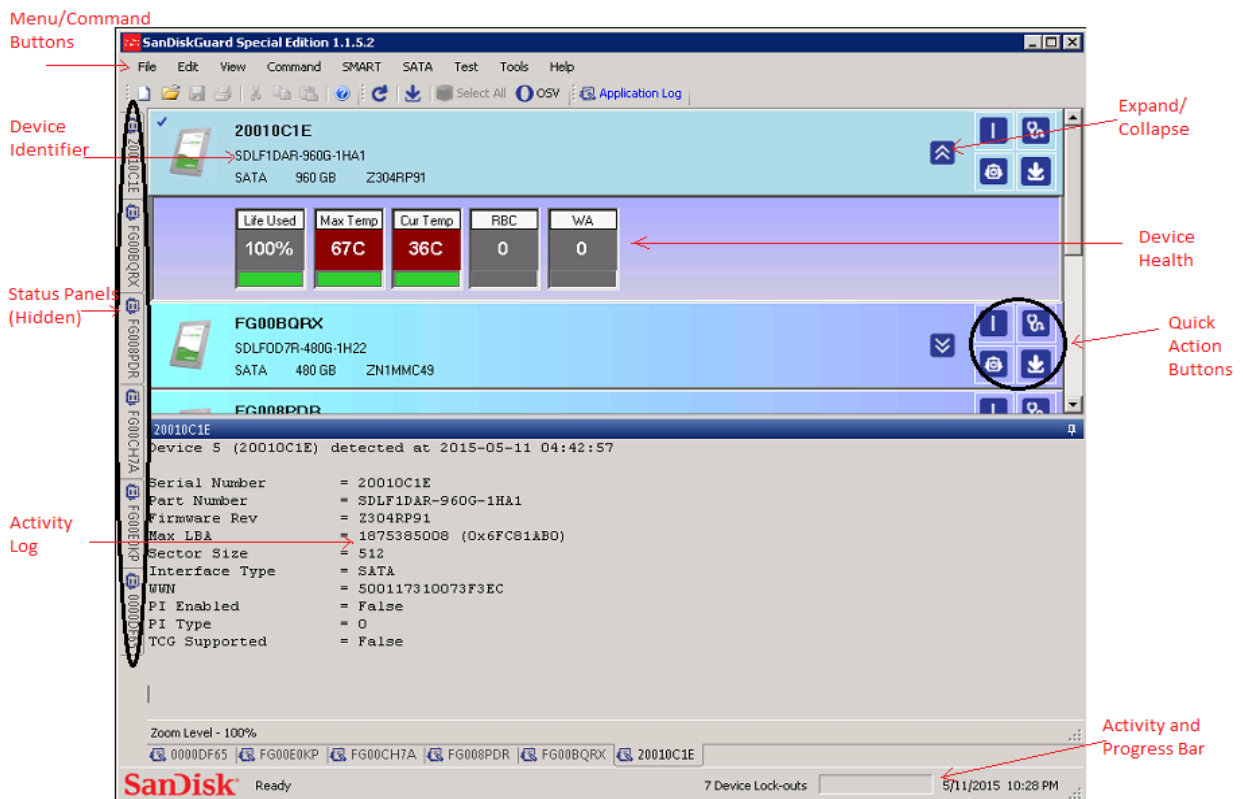 Menu/Command
Buttons
SanDiskGuard Special Edition 1.1.5.2
File Edit View Command SMART SATA Test Tools Help
Select All OSV Application Log
Device
Identifier
Expand/
Collapse
20010C1E
SDLF1DAR-960G-1HA1
SATA 960 GB Z304RP91
Life Used Max Temp Cur Temp RBC WA
100% 67C 36C 0 0
Device
Health
Status Panels
(Hidden)
20010C1E
FG00BQRX
FG008PDR
FG00CH7A
FG00E0KP
0000DF65
FG00BQRX
SDLFOD7R-480G-1H22
SATA 480 GB ZN1MMC49
Quick
Action
Buttons
FG008PDR
20010C1E
Device 5 (20010C1E) detected at 2015-05-11 04:42:57
Serial Number = 20010C1E
Part Number = SDLF1DAR-960G-1HA1
Firmware Rev = Z304RP91
Max LBA = 1875385008 (0x6FC81AB0)
Sector Size = 512
Interface Type = SATA
WWN = 500117310073F3EC
PI Enabled = False
PI Type = 0
TCG Supported = False
Activity
Log
Zoom Level - 100%
0000DF65 FG00E0KP FG00CH7A FG008PDR FG00BQRX 20010C1E
Activity and
Progress Bar
SanDisk Ready 7 Device Lock-outs 5/11/2015 10:28 PM